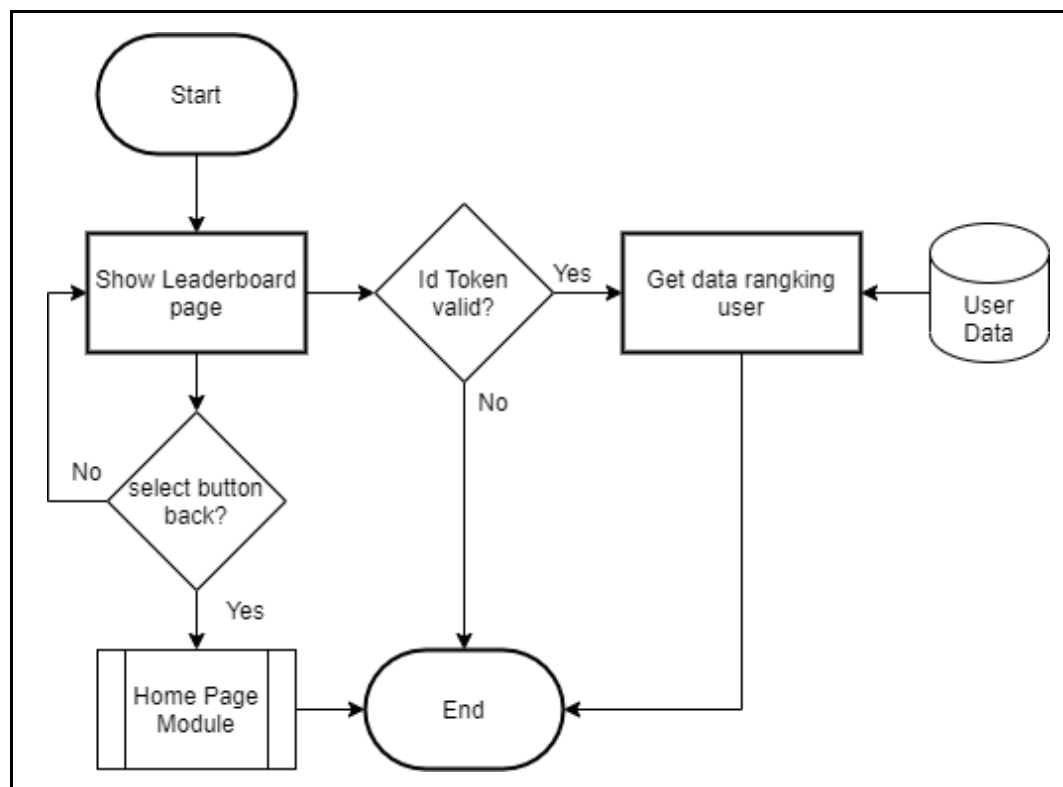 Start
Show Leaderboard
page
Id Token
valid?
Yes
Get data rangking
user
User
Data
No
No
select button
back?
Yes
Home Page
Module
End